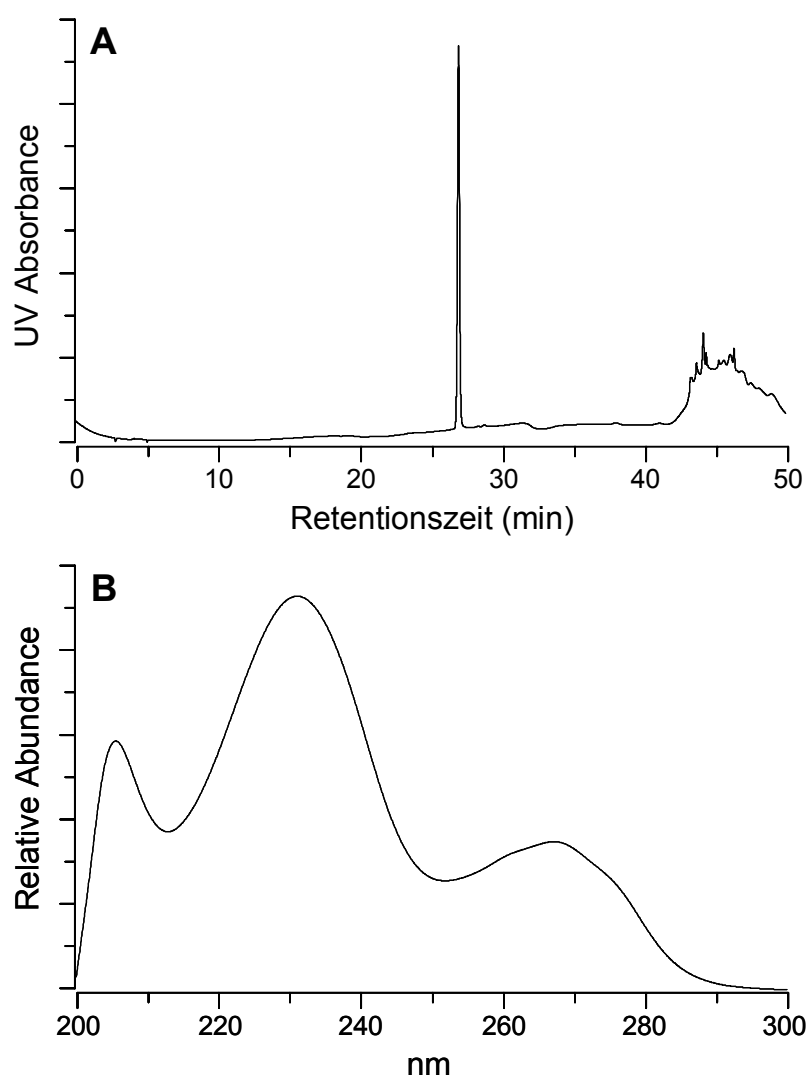 A
UV Absorbance
0 10 20 30 40 50
Retentionszeit (min)
B
Relative Abundance
200 220 240 260 280 300
nm